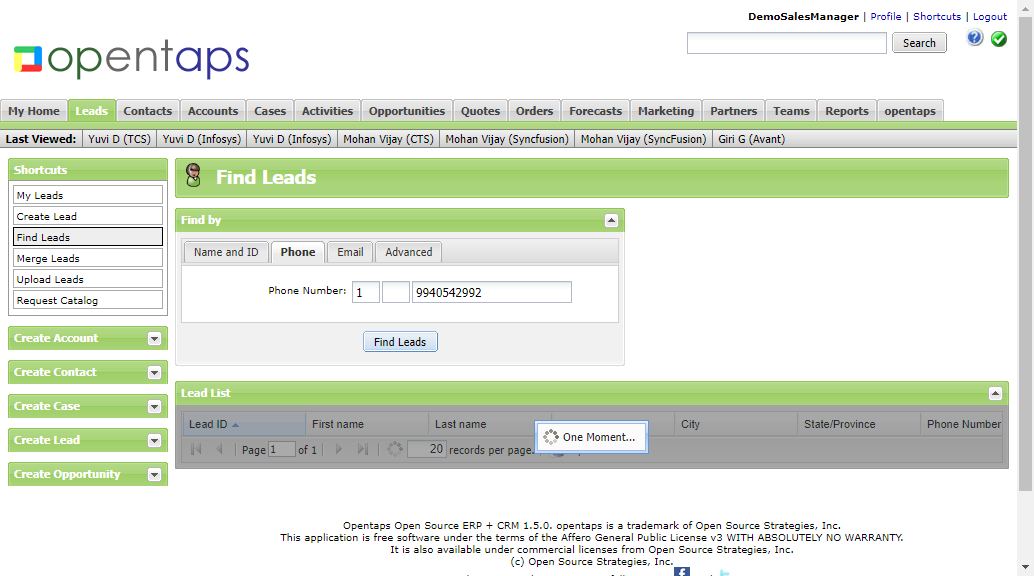 DemoSalesManager | Profile | Shortcuts | Logout
Search
opentaps
My Home Leads Contacts Accounts Cases Activities Opportunities Quotes Orders Forecasts Marketing Partners Teams Reports opentaps
Last Viewed: Yuvi D (TCS) Yuvi D (Infosys) Yuvi D (Infosys) Mohan Vijay (CTS) Mohan Vijay (Syncfusion) Mohan Vijay (SyncFusion) Giri G (Avant)
Shortcuts
My Leads
Create Lead
Find Leads
Merge Leads
Upload Leads
Request Catalog
Create Account
Create Contact
Create Case
Create Lead
Create Opportunity
Find Leads
Find by
Name and ID Phone Email Advanced
Phone Number: 1 9940542992
Find Leads
Lead List
Lead ID First name Last name City State/Province Phone Number
One Moment...
Page 1 of 1 20 records per page.
Opentaps Open Source ERP + CRM 1.5.0. opentaps is a trademark of Open Source Strategies, Inc.
This application is free software under the terms of the Affero General Public License v3 WITH ABSOLUTELY NO WARRANTY.
It is also available under commercial licenses from Open Source Strategies, Inc.
(c) Open Source Strategies, Inc.